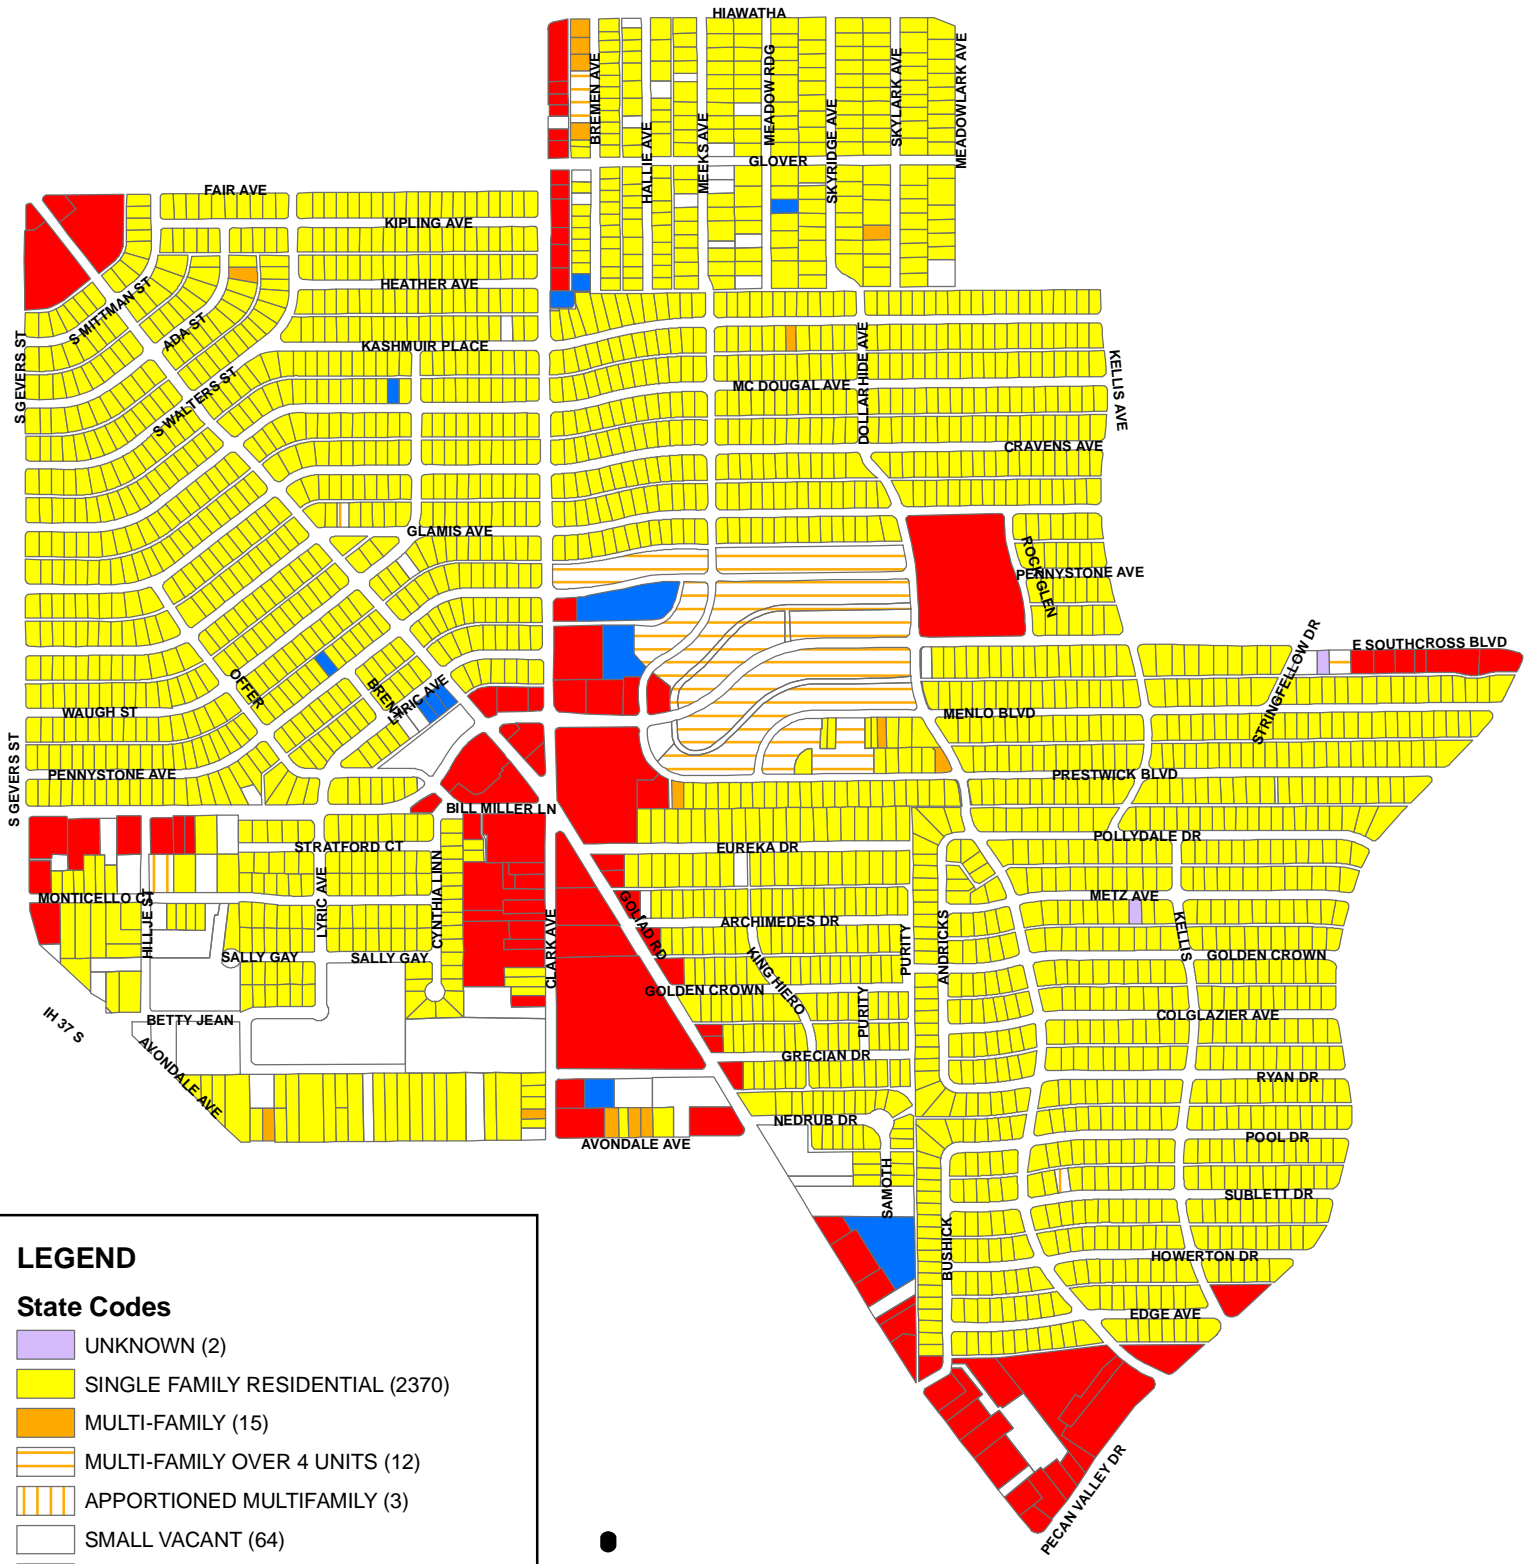 HIAWATHA
BREMEN AVE
HALLIE AVE
MEEKS AVE
MEADOW RDG
SKYRIDGE AVE
SKYLARK AVE
MEADOWLARK AVE
GLOVER
FAIR AVE
KIPLING AVE
HEATHER AVE
S MITTMAN ST
ADA ST
KASHMUIR PLACE
S GEVERS ST
S WALTERS ST
MC DOUGAL AVE
DOLLARHIDE AVE
KELLIS AVE
CRAVENS AVE
GLAMIS AVE
ROCK GLEN
PENNYSTONE AVE
E SOUTHCROSS BLVD
STRINGFELLOW DR
OFFER
BRENT
LYRIC AVE
WAUGH ST
MENLO BLVD
S GEVERS ST
PENNYSTONE AVE
PRESTWICK BLVD
BILL MILLER LN
POLLYDALE DR
STRATFORD CT
EUREKA DR
MONTICELLO CT
HILLJE ST
LYRIC AVE
CYNTHIA LINN
CLARK AVE
GOLIAD RD
METZ AVE
ARCHIMEDES DR
PURITY
ANDRICKS
KELLIS
SALLY GAY
SALLY GAY
KING HIERO
GOLDEN CROWN
GOLDEN CROWN
PURITY
IH 37 S
BETTY JEAN
COLGLAZIER AVE
AVONDALE AVE
GRECIAN DR
RYAN DR
NEDRUB DR
AVONDALE AVE
POOL DR
SAMOTH
SUBLETT DR
BUSHICK
HOWERTON DR
EDGE AVE
PECAN VALLEY DR
LEGEND
State Codes
UNKNOWN (2)
SINGLE FAMILY RESIDENTIAL (2370)
MULTI-FAMILY (15)
MULTI-FAMILY OVER 4 UNITS (12)
APPORTIONED MULTIFAMILY (3)
SMALL VACANT (64)